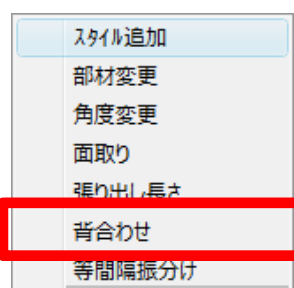 ｽﾀｲﾙ追加
部材変更
角度変更
面取り
張り出し長さ
背合わせ
等間隔振分け